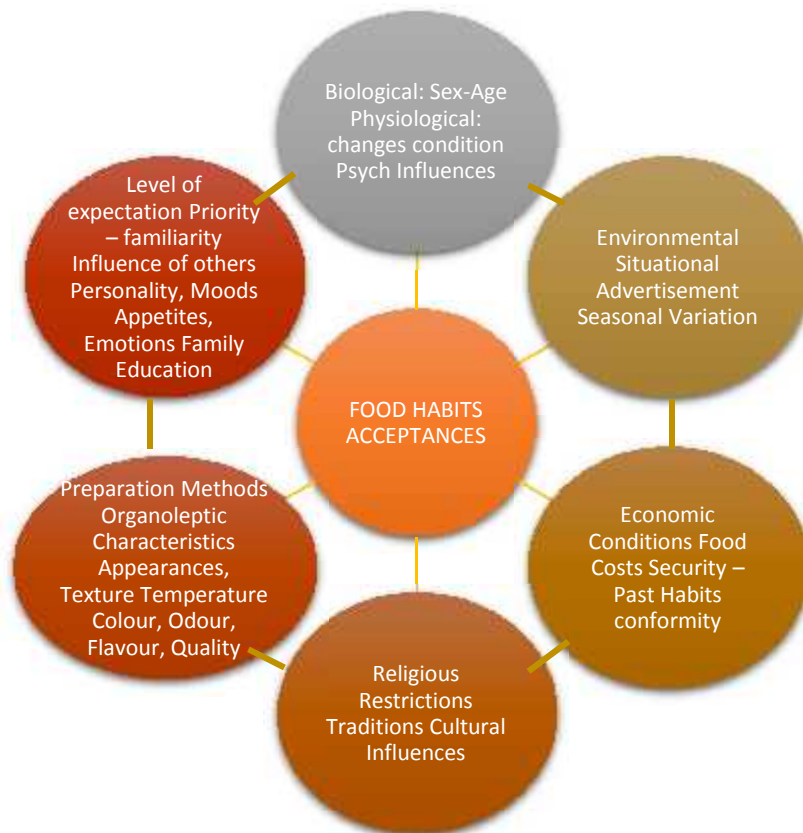 Biological: Sex-Age
Physiological:
changes condition
Psych Influences
Level of
expectation Priority
– familiarity
Influence of others
Personality, Moods
Appetites,
Emotions Family
Education
Environmental
Situational
Advertisement
Seasonal Variation
FOOD HABITS
ACCEPTANCES
Preparation Methods
Organoleptic
Characteristics
Appearances,
Texture Temperature
Colour, Odour,
Flavour, Quality
Economic
Conditions Food
Costs Security –
Past Habits
conformity
Religious
Restrictions
Traditions Cultural
Influences